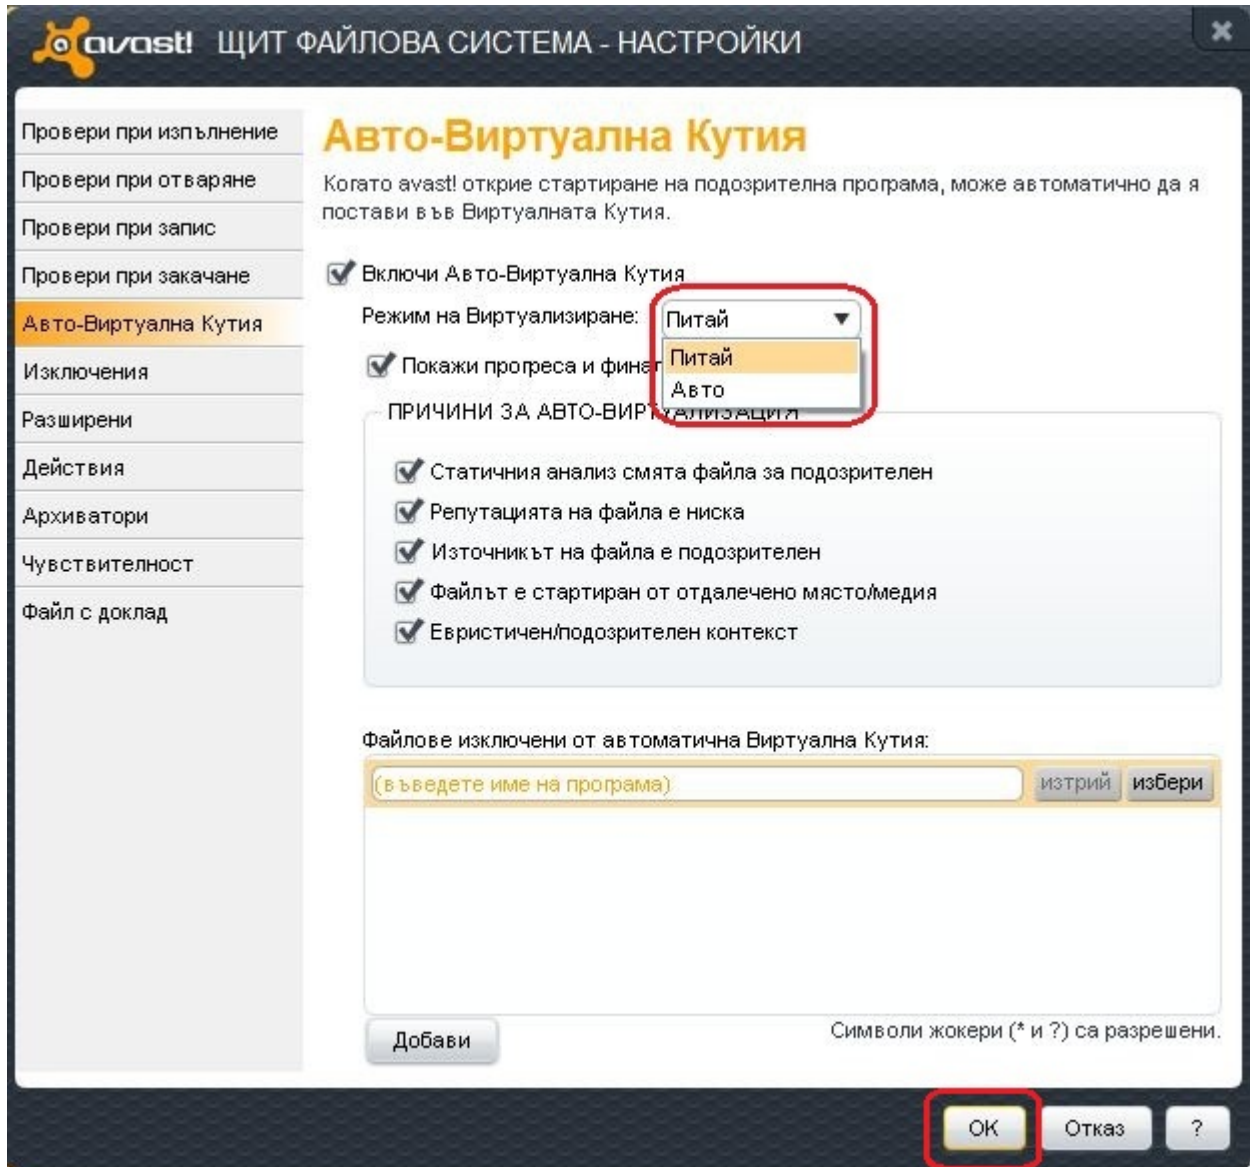 avast! ЩИТ ФАЙЛОВА СИСТЕМА - НАСТРОЙКИ
Провери при изпълнение
Провери при отваряне
Провери при запис
Провери при закачане
Авто-Виртуална Кутия
Изключения
Разширени
Действия
Архиватори
Чувствителност
Файл с доклад
Авто-Виртуална Кутия
Когато avast! открие стартиране на подозрителна програма, може автоматично да я
постави във Виртуалната Кутия.
Включи Авто-Виртуална Кутия
Режим на Виртуализиране: Питай
Питай
Авто
Покажи прогреса и
ПРИЧИНИ ЗА АВТО-ВИРТУАЛИЗАЦИЯ
Статичния анализ смята файла за подозрителен
Репутацията на файла е ниска
Източникът на файла е подозрителен
Файлът е стартиран от отдалечено място/медия
Евристичен/подозрителен контекст
Файлове изключени от автоматична Виртуална Кутия:
(въведете име на програма) изтрий избери
Добави
Символи жокери (* и ?) са разрешени.
OK Отказ ?